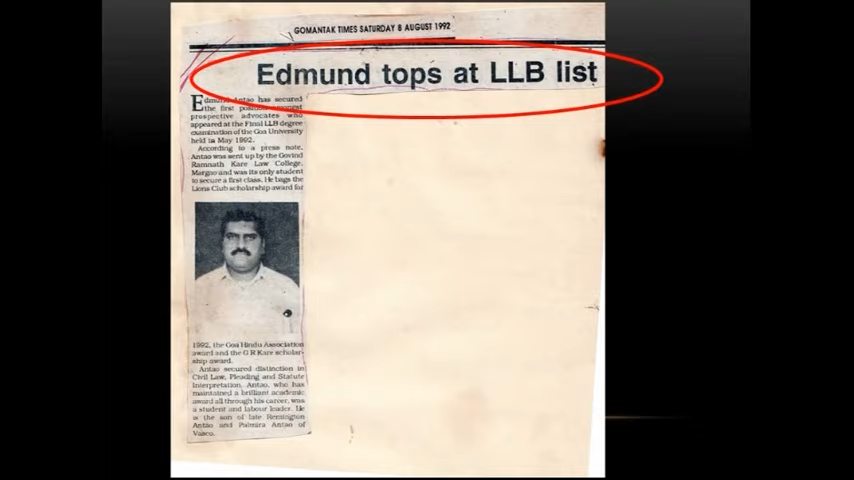 GOMANTAK TIMES SATURDAY 8 AUGUST 1992
Edmund tops at LLB list
Edmund Antao has secured
the first position amongst
prospective advocates who
appeared at the Final LLB degree
examination of the Goa University
held in May 1992.
According to a press note,
Antao was sent up by the Govind
Ramnath Kare Law College,
Margao and was its only student
to secure a first class. He bags the
Lions Club scholarship award for
1992, the Goa Hindu Association
award and the G R Kare scholar-
ship award.
Antao secured distinction in
Civil Law, Pleading and Statute
Interpretation. Antao, who has
maintained a brilliant academic
award all through his career, was
a student and labour leader. He
is the son of late Remington
Antao and Palmira Antao of
Vasco.